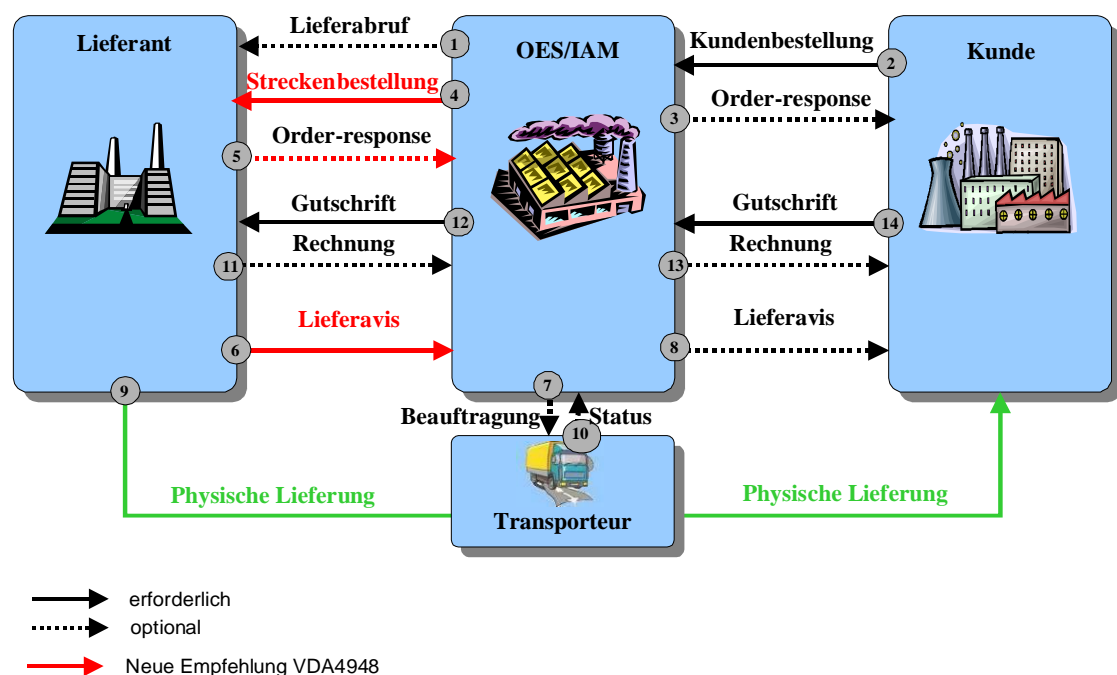 Lieferant
Lieferabruf
1
OES/IAM
Kundenbestellung
2
Kunde
Streckenbestellung
4
3
Order-response
5
Order-response
Gutschrift
12
Gutschrift
14
11
Rechnung
13
Rechnung
6
Lieferavis
8
Lieferavis
9
7
Beauftragung
10
Status
Physische Lieferung
Transporteur
Physische Lieferung
erforderlich
optional
Neue Empfehlung VDA4948